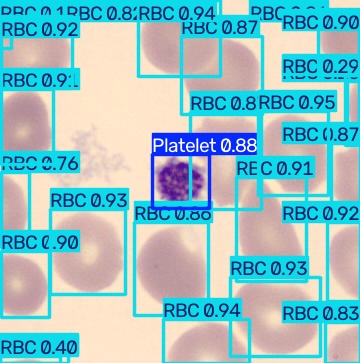 RBC 0.82
RBC 0.94
RBC 0.90
RBC 0.92
RBC 0.87
RBC 0.29
RBC 0.8
RBC 0.95
RBC 0.87
Platelet 0.88
RBC 0.76
RBC 0.91
RBC 0.93
RBC 0.86
RBC 0.92
RBC 0.90
RBC 0.93
RBC 0.94
RBC 0.83
RBC 0.40